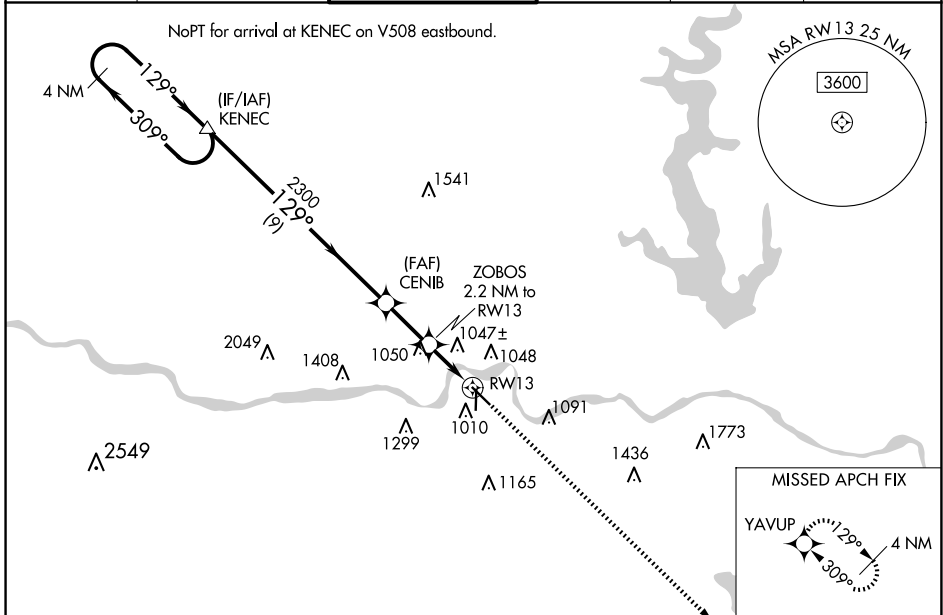 NoPT for arrival at KENEC on V508 eastbound.
MSA RW13 25 NM
3600
4 NM
129°
309°
(IF/IAF)
KENEC
2300
129°
(9)
1541
(FAF)
CENIB
ZOBOS
2.2 NM to
RW13
2049
1408
1050
1047±
1048
RW13
1091
1010
1299
1773
1436
2549
1165
MISSED APCH FIX
YAVUP
129°
4 NM
309°